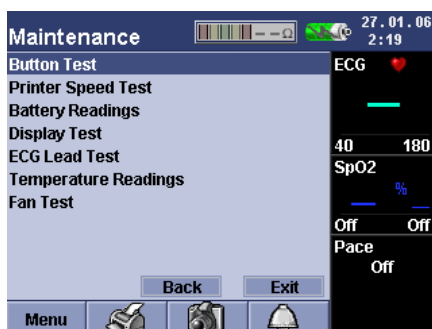 Maintenance
--Ω
27.01.06
2:19
Button Test
Printer Speed Test
Battery Readings
Display Test
ECG Lead Test
Temperature Readings
Fan Test
Back Exit
Menu
ECG
40 180
SpO2
%
Off Off
Pace
Off